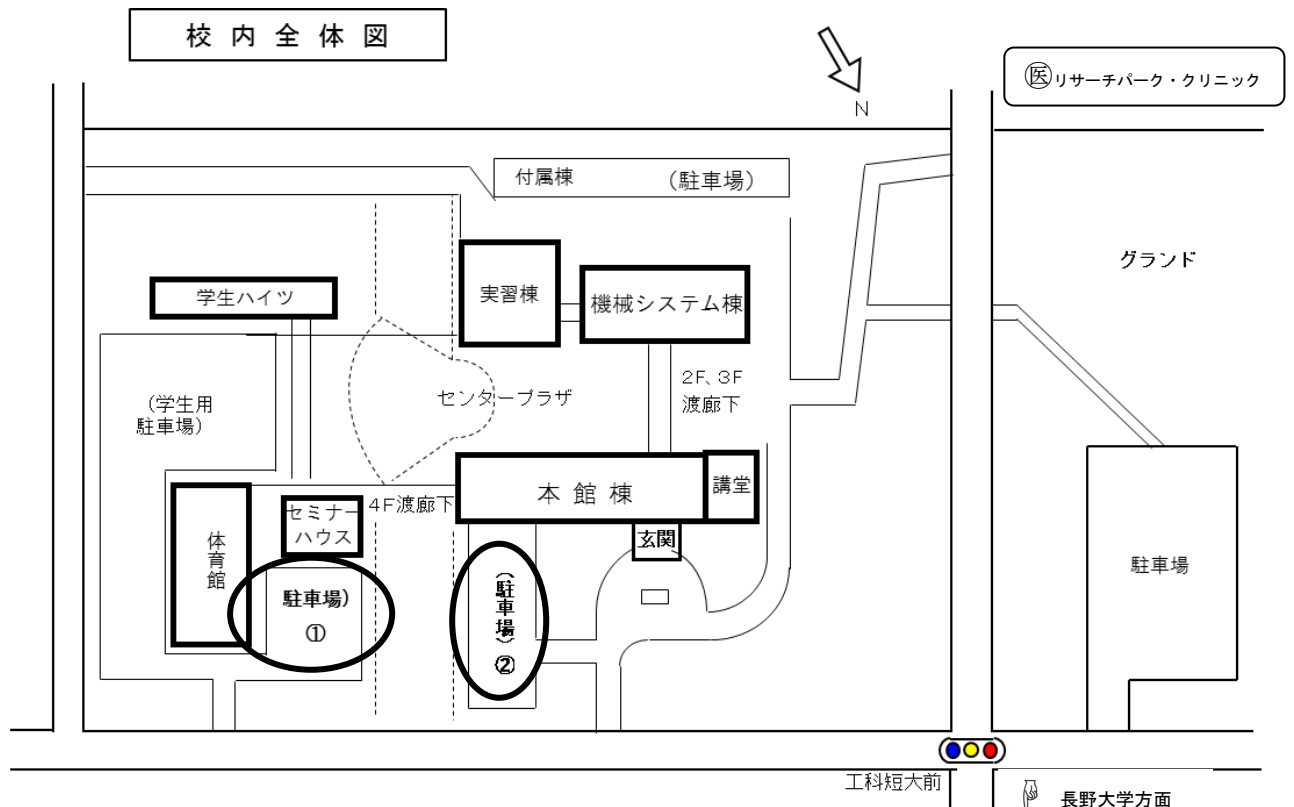 校内全体図
N
医リサーチパーク・クリニック
付属棟 (駐車場)
グランド
学生ハイツ
実習棟
機械システム棟
2F、3F
渡廊下
センタープラザ
(学生用
駐車場)
本館棟
講堂
4F渡廊下
セミナー
ハウス
玄関
体育館
駐車場)
①
(駐車場)②
駐車場
工科短大前
長野大学方面